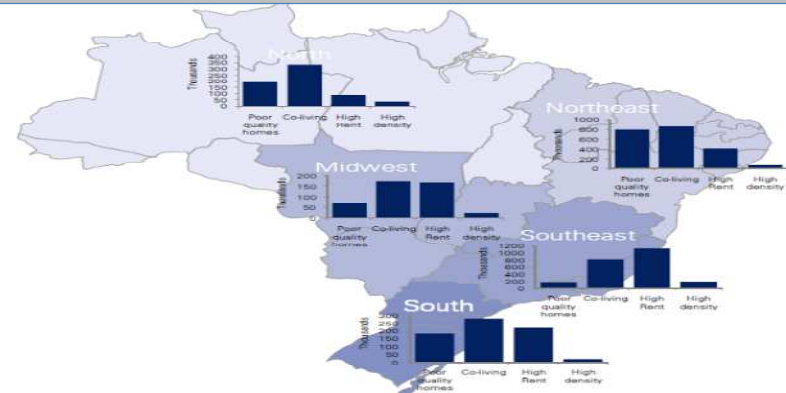 North
Thousands
400
350
300
250
200
150
100
50
0
Poor quality homes
Co-living
High Rent
High density
Northeast
Thousands
1000
800
600
400
200
0
Poor quality homes
Co-living
High Rent
High density
Midwest
Thousands
200
150
100
50
0
Poor quality homes
Co-living
High Rent
High density
Southeast
Thousands
1200
1000
800
600
400
200
0
Poor quality homes
Co-living
High Rent
High density
South
Thousands
300
250
200
150
100
50
0
Poor quality homes
Co-living
High Rent
High density